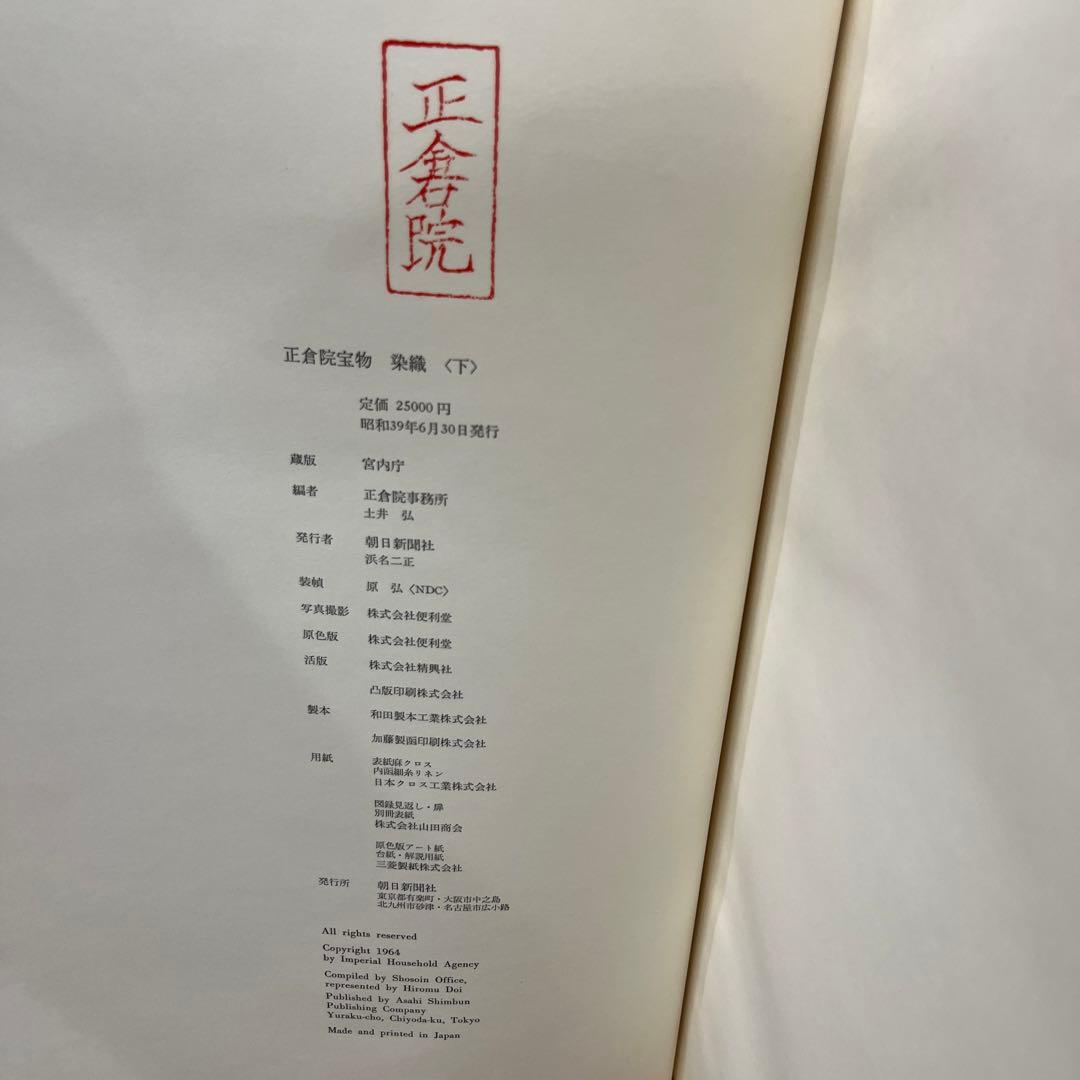 正倉院
正倉院宝物 染織 〈下〉
定価 25000円
昭和39年6月30日発行
蔵版 宮内庁
編者 正倉院事務所
土井 弘
発行者 朝日新聞社
浜名二正
装幀 原 弘〈NDC〉
写真撮影 株式会社便利堂
原色版 株式会社便利堂
活版 株式会社精興社
凸版印刷株式会社
製本 和田製本工業株式会社
加藤製函印刷株式会社
用紙 表紙麻クロス
内函細糸リネン
日本クロス工業株式会社
図録見返し・扉
別冊表紙
株式会社山田商会
原色版アート紙
台紙・解説用紙
三菱製紙株式会社
発行所 朝日新聞社
東京都有楽町・大阪市中之島
北九州市砂津・名古屋市広小路
All rights reserved
Copyright 1964
by Imperial Household Agency
Compiled by Shosoin Office,
represented by Hiromu Doi
Published by Asahi Shimbun
Publishing Company
Yuraku-cho, Chiyoda-ku, Tokyo
Made and printed in Japan